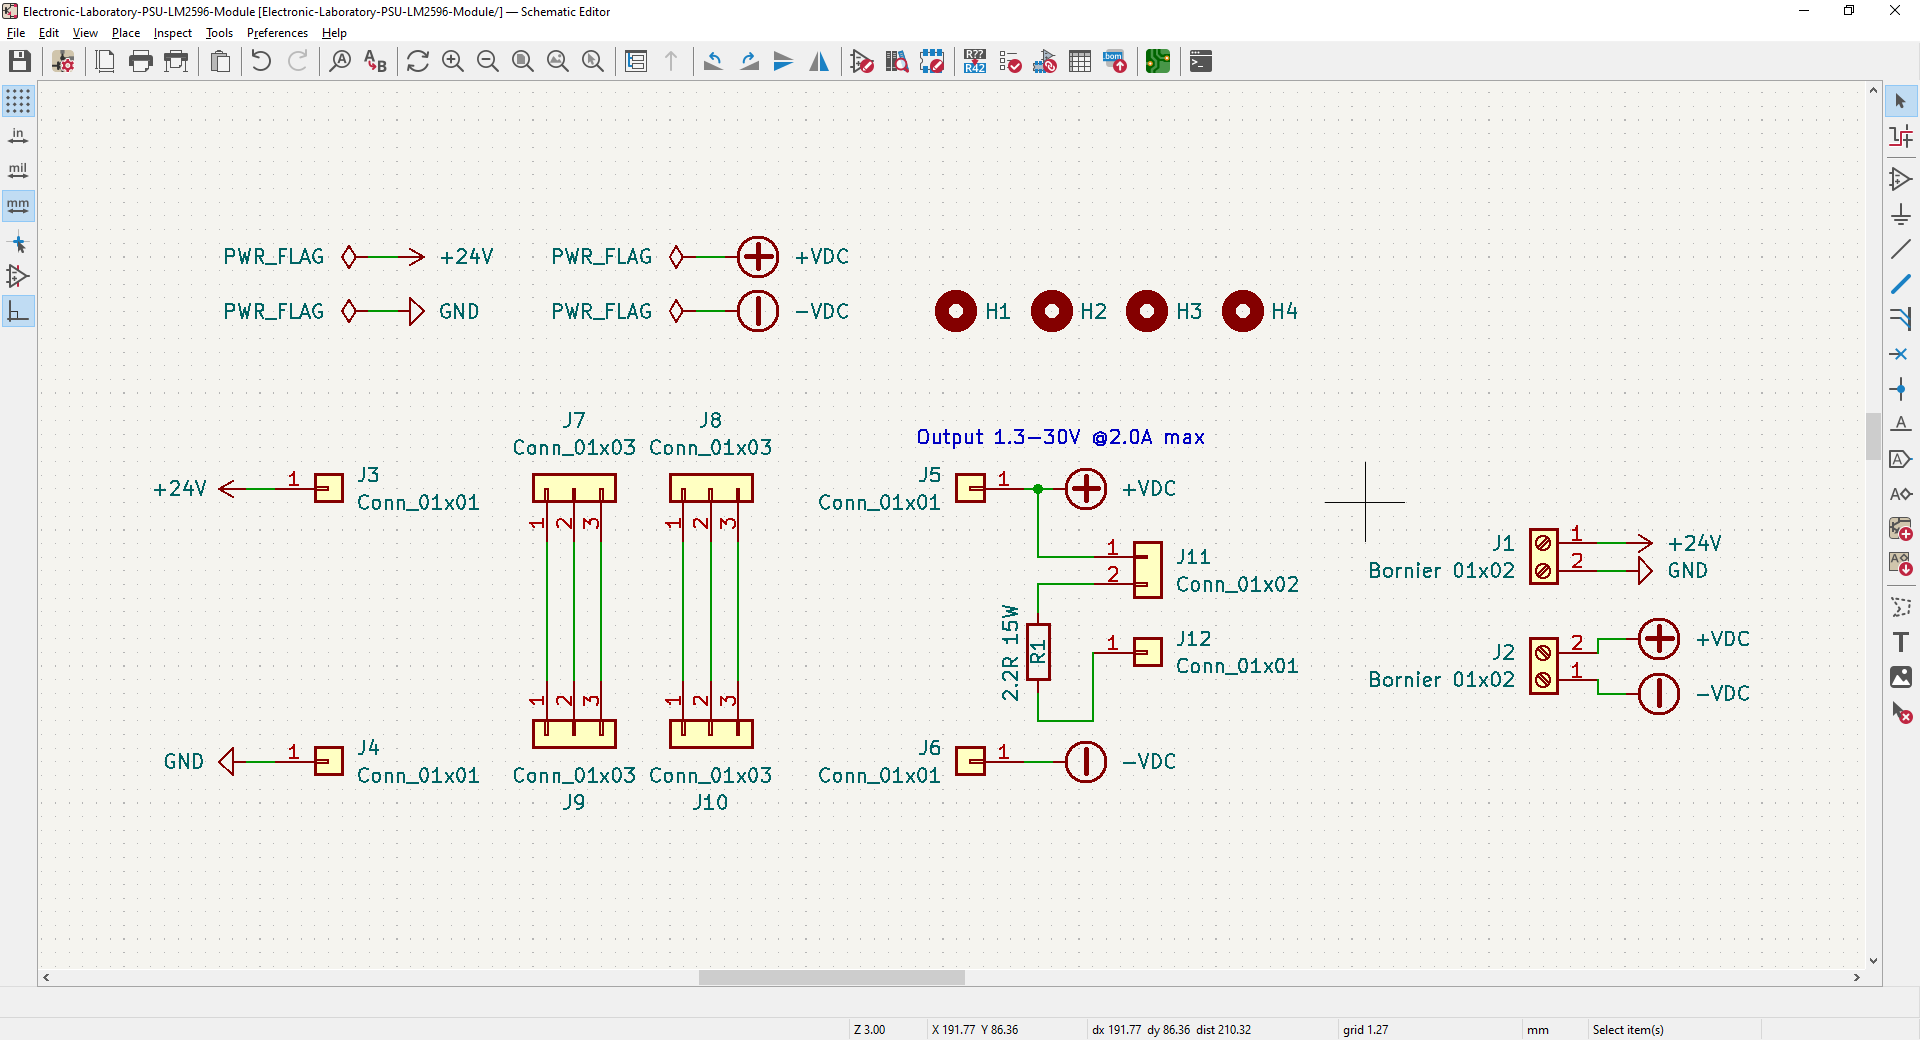 Electronic-Laboratory-PSU-LM2596-Module [Electronic-Laboratory-PSU-LM2596-Module/] — Schematic Editor
File Edit View Place Inspect Tools Preferences Help
A
A B
R??
R42
bom
in
mil
mm
PWR_FLAG +24V PWR_FLAG +VDC
PWR_FLAG GND PWR_FLAG -VDC
H1 H2 H3 H4
J7 J8
Conn_01x03 Conn_01x03
Output 1.3-30V @2.0A max
+24V 1 J3
Conn_01x01
1 2 3 1 2 3
J5 1 +VDC
Conn_01x01
1 J11
2 Conn_01x02
2.2R 15W
R1
1 J12
Conn_01x01
J1 1 +24V
Bornier 01x02 2 GND
J2 2 +VDC
Bornier 01x02 1 -VDC
1 2 3 1 2 3
GND 1 J4
Conn_01x01
Conn_01x03 Conn_01x03
J9 J10
J6 1 -VDC
Conn_01x01
A
A
A
A
T
Z 3.00 X 191.77 Y 86.36 dx 191.77 dy 86.36 dist 210.32 grid 1.27 mm Select item(s)